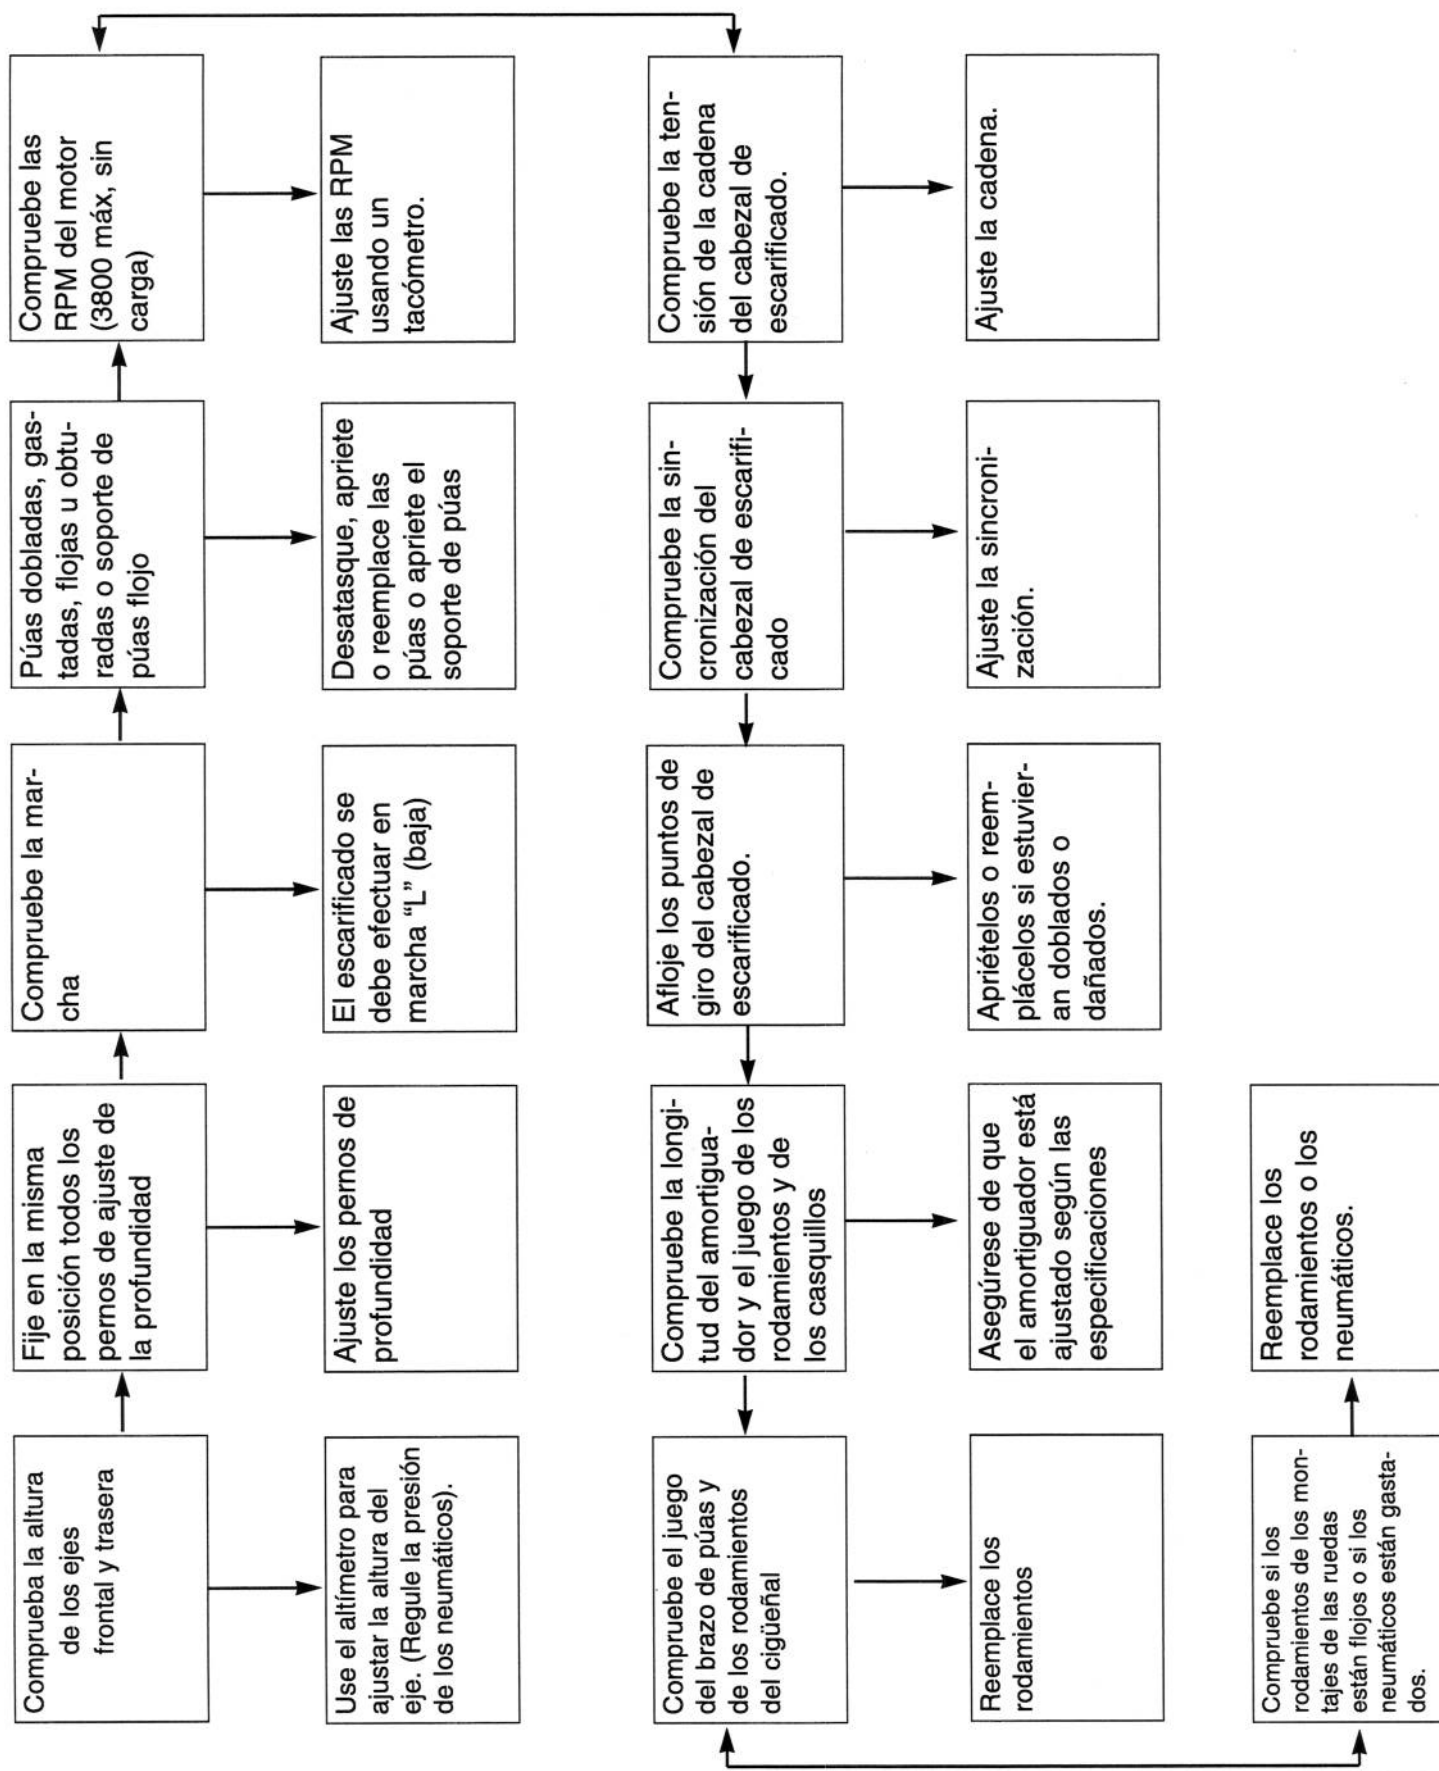 Comprueba la altura
de los ejes
frontal y trasera
Fije en la misma
posición todos los
pernos de ajuste de
la profundidad
Compruebe la mar-
cha
Púas dobladas, gas-
tadas, flojas u obtu-
radas o soporte de
púas flojo
Compruebe las
RPM del motor
(3800 máx, sin
carga)
Use el altímetro para
ajustar la altura del
eje. (Regule la presión
de los neumáticos).
Ajuste los pernos de
profundidad
El escarificado se
debe efectuar en
marcha “L” (baja)
Desatasque, apriete
o reemplace las
púas o apriete el
soporte de púas
Ajuste las RPM
usando un
tacómetro.
Compruebe el juego
del brazo de púas y
de los rodamientos
del cigüeñal
Compruebe la longi-
tud del amortigua-
dor y el juego de los
rodamientos y de
los casquillos
Afloje los puntos de
giro del cabezal de
escarificado.
Compruebe la sin-
cronización del
cabezal de escarifi-
cado
Compruebe la ten-
sión de la cadena
del cabezal de
escarificado.
Reemplace los
rodamientos
Asegúrese de que
el amortiguador está
ajustado según las
especificaciones
Apriételos o reem-
plácelos si estuvier-
an doblados o
dañados.
Ajuste la sincroni-
zación.
Ajuste la cadena.
Compruebe si los
rodamientos de los mon-
tajes de las ruedas
están flojos o si los
neumáticos están gasta-
dos.
Reemplace los
rodamientos o los
neumáticos.